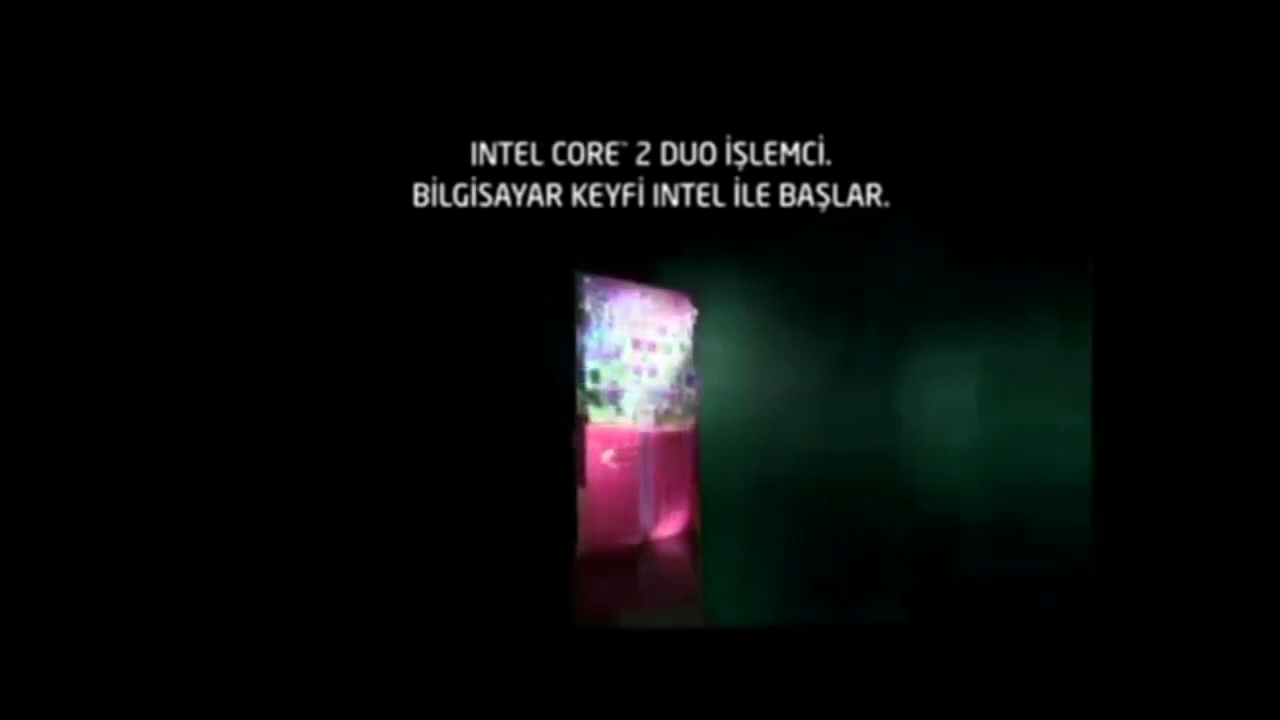 INTEL CORE™ 2 DUO İŞLEMCİ.
BİLGİSAYAR KEYFİ INTEL İLE BAŞLAR.